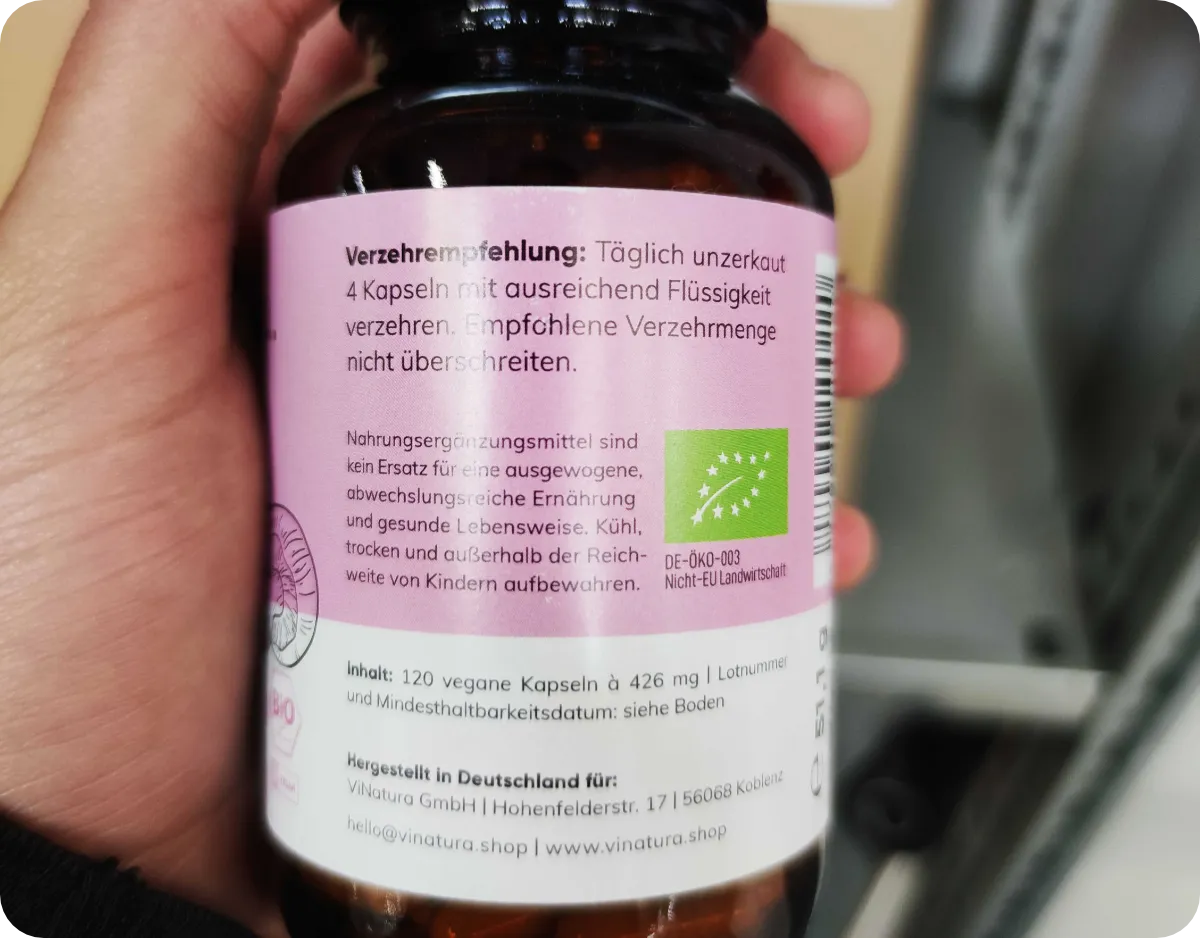 Verzehrempfehlung: Täglich unzerkaut
4 Kapseln mit ausreichend Flüssigkeit
verzehren. Empfohlene Verzehrmenge
nicht überschreiten.
Nahrungsergänzungsmittel sind
kein Ersatz für eine ausgewogene,
abwechslungsreiche Ernährung
und gesunde Lebensweise. Kühl,
trocken und außerhalb der Reich-
weite von Kindern aufbewahren.
DE-ÖKO-003
Nicht-EU Landwirtschaft
BIO
Inhalt: 120 vegane Kapseln à 426 mg | Lotnummer
und Mindesthaltbarkeitsdatum: siehe Boden
Hergestellt in Deutschland für:
ViNatura GmbH | Hohenfelderstr. 17 | 56068 Koblenz
hello@vinatura.shop | www.vinatura.shop